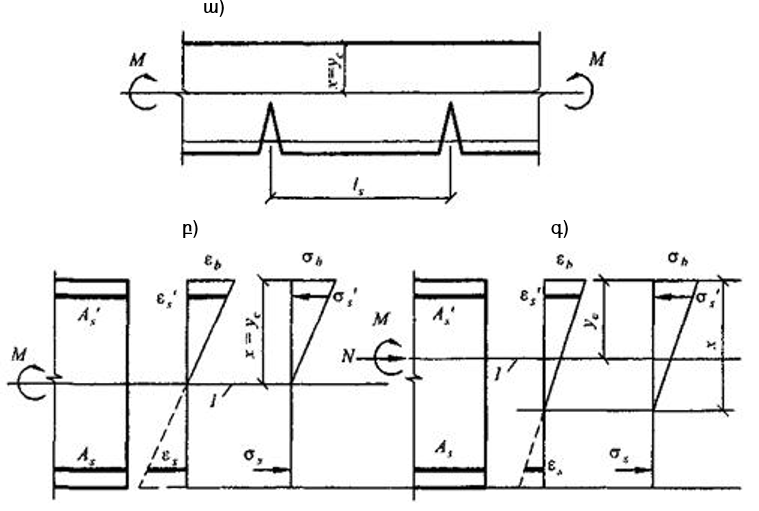 ա)
M
x=y_c
M
l_s
բ)
գ)
ε_b
σ_b
ε_b
σ_b
ε_s'
σ_s'
ε_s'
σ_s'
A_s'
A_s'
M
y_c
M
x = y_c
N
x
1
1
A_s
ε_s
σ_s
A_s
ε_s
σ_s